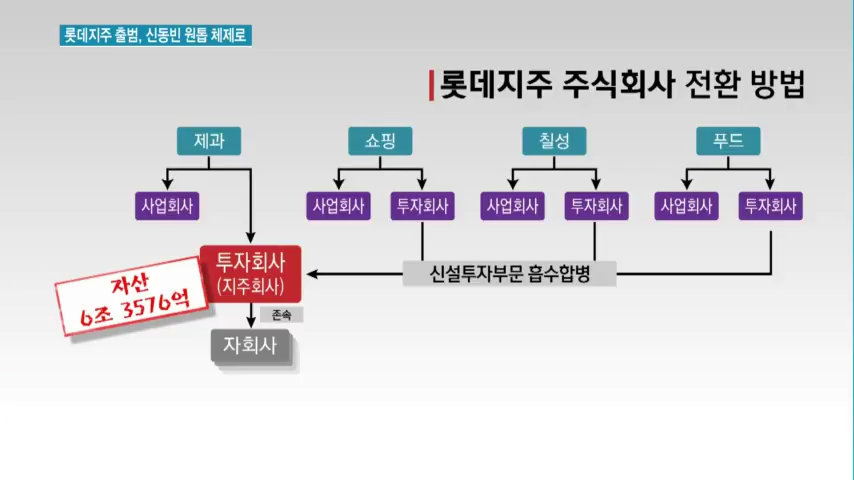 롯데지주 출범, 신동빈 원톱 체제로
롯데지주 주식회사 전환 방법
제과
쇼핑
칠성
푸드
사업회사
사업회사
투자회사
사업회사
투자회사
사업회사
투자회사
투자회사
(지주회사)
신설투자부문 흡수합병
자산
6조 3576억
존속
자회사